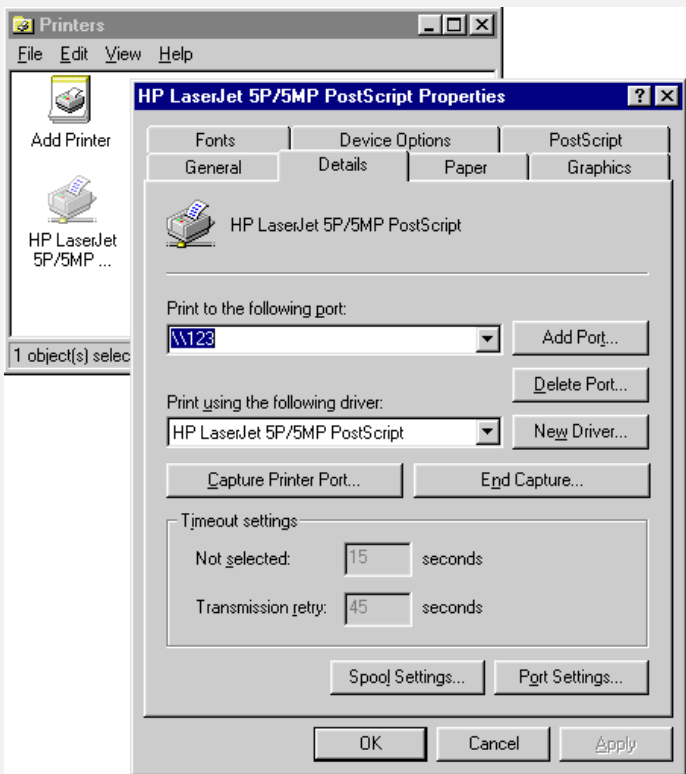 Printers
File Edit View Help
Add Printer
HP LaserJet
5P/5MP ...
1 object(s) selec
HP LaserJet 5P/5MP PostScript Properties
Fonts Device Options PostScript
General Details Paper Graphics
HP LaserJet 5P/5MP PostScript
Print to the following port:
\\123 Add Port...
Delete Port...
Print using the following driver:
HP LaserJet 5P/5MP PostScript New Driver...
Capture Printer Port... End Capture...
Timeout settings
Not selected: 15 seconds
Transmission retry: 45 seconds
Spool Settings... Port Settings...
OK Cancel Apply